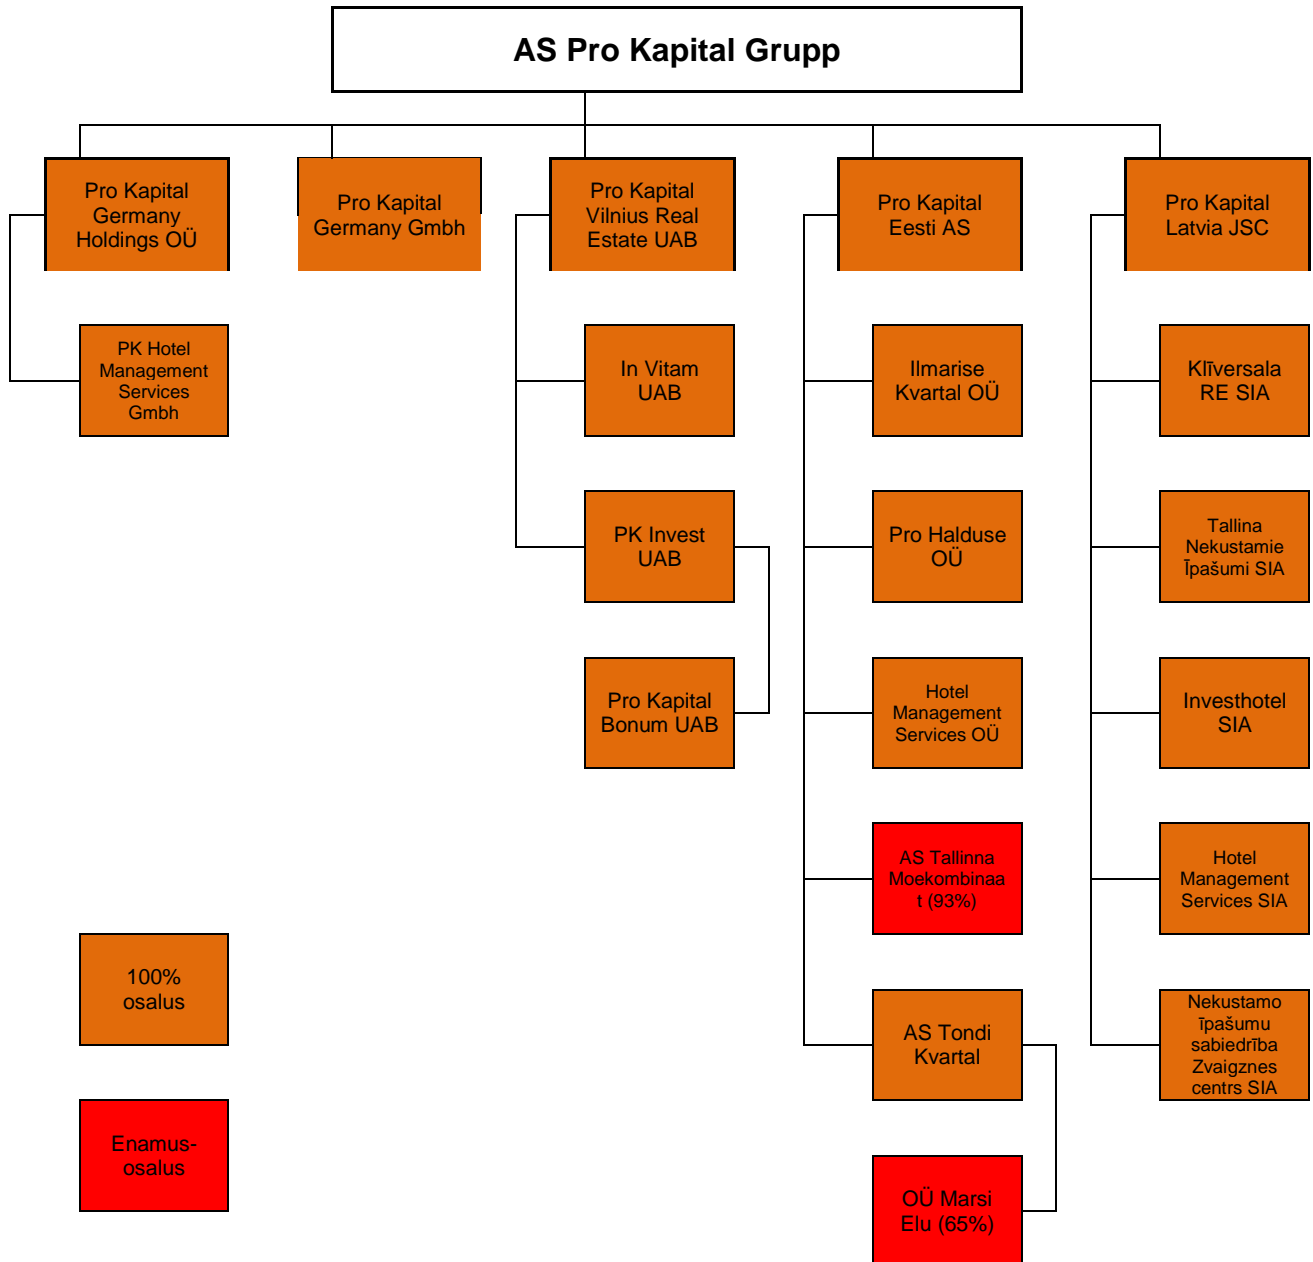 AS Pro Kapital Grupp
Pro Kapital
Germany
Holdings OÜ
Pro Kapital
Germany Gmbh
Pro Kapital
Vilnius Real
Estate UAB
Pro Kapital
Eesti AS
Pro Kapital
Latvia JSC
PK Hotel
Management
Services
Gmbh
In Vitam
UAB
Ilmarise
Kvartal OÜ
Klīversala
RE SIA
PK Invest
UAB
Pro Halduse
OÜ
Tallina
Nekustamie
Īpašumi SIA
Pro Kapital
Bonum UAB
Hotel
Management
Services OÜ
Investhotel
SIA
AS Tallinna
Moekombinaa
t (93%)
Hotel
Management
Services SIA
100%
osalus
AS Tondi
Kvartal
Nekustamo
īpašumu
sabiedrība
Zvaigznes
centrs SIA
Enamus-
osalus
OÜ Marsi
Elu (65%)